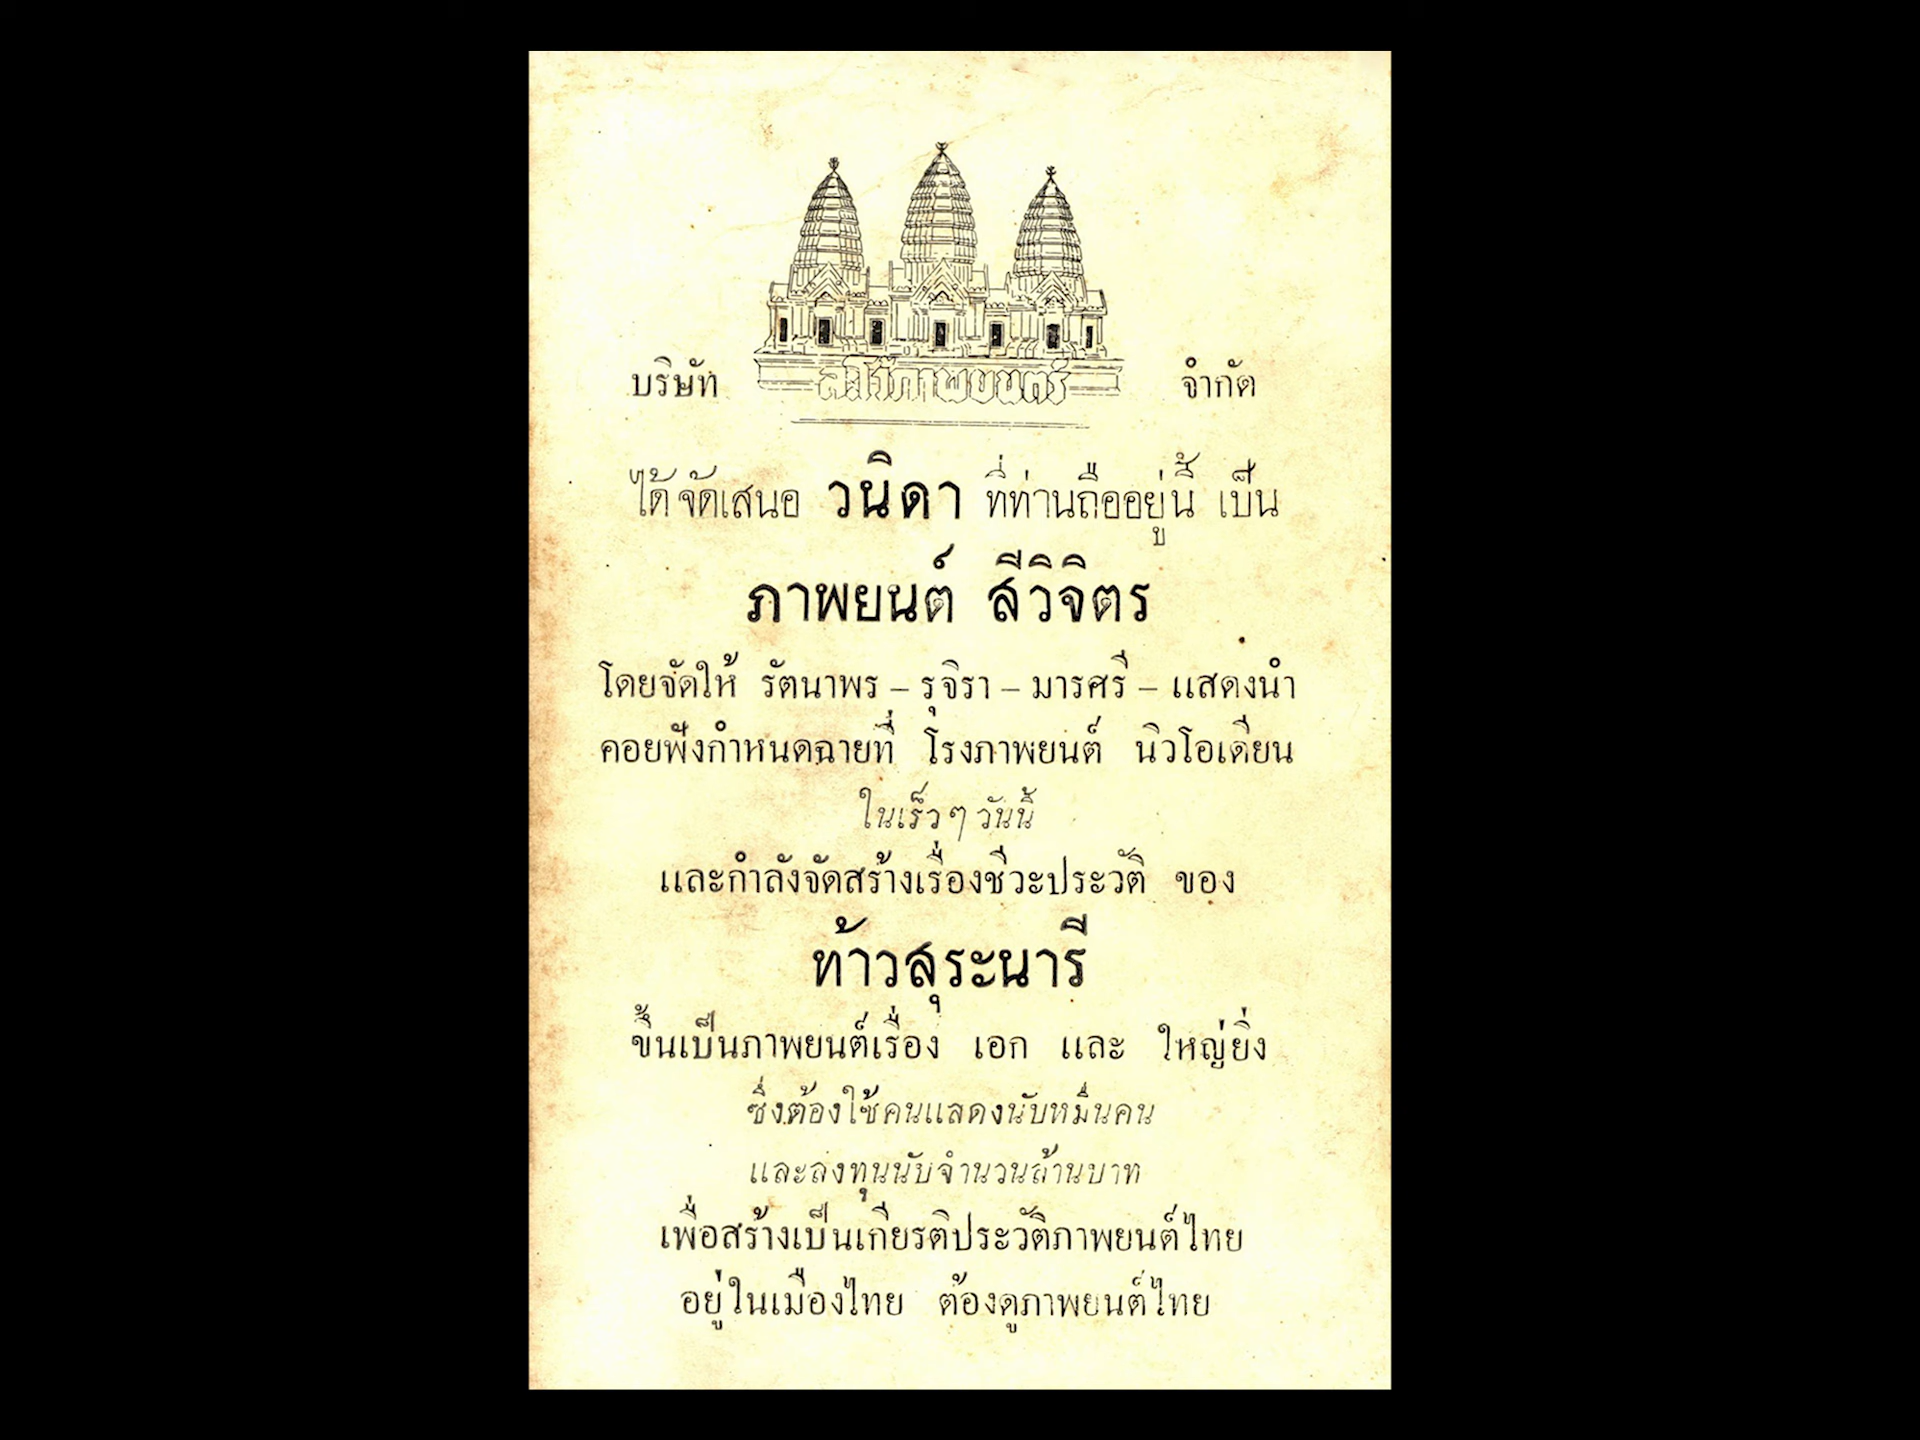 บริษัท ลโว้ภาพยนตร์ จำกัด
ได้จัดเสนอ วนิดา ที่ท่านถืออยู่นี้ เป็น
ภาพยนต์ สีวิจิตร
โดยจัดให้ รัตนาพร – รุจิรา – มารศรี – แสดงนำ
คอยฟังกำหนดฉายที่ โรงภาพยนต์ นิวโอเดียน
ในเร็วๆ วันนี้
และกำลังจัดสร้างเรื่องชีวะประวัติ ของ
ท้าวสุระนารี
ขึ้นเป็นภาพยนต์เรื่อง เอก และ ใหญ่ยิ่ง
ซึ่งต้องใช้คนแสดงนับหมื่นคน
และลงทุนนับจำนวนล้านบาท
เพื่อสร้างเป็นเกียรติประวัติภาพยนต์ไทย
อยู่ในเมืองไทย ต้องดูภาพยนต์ไทย